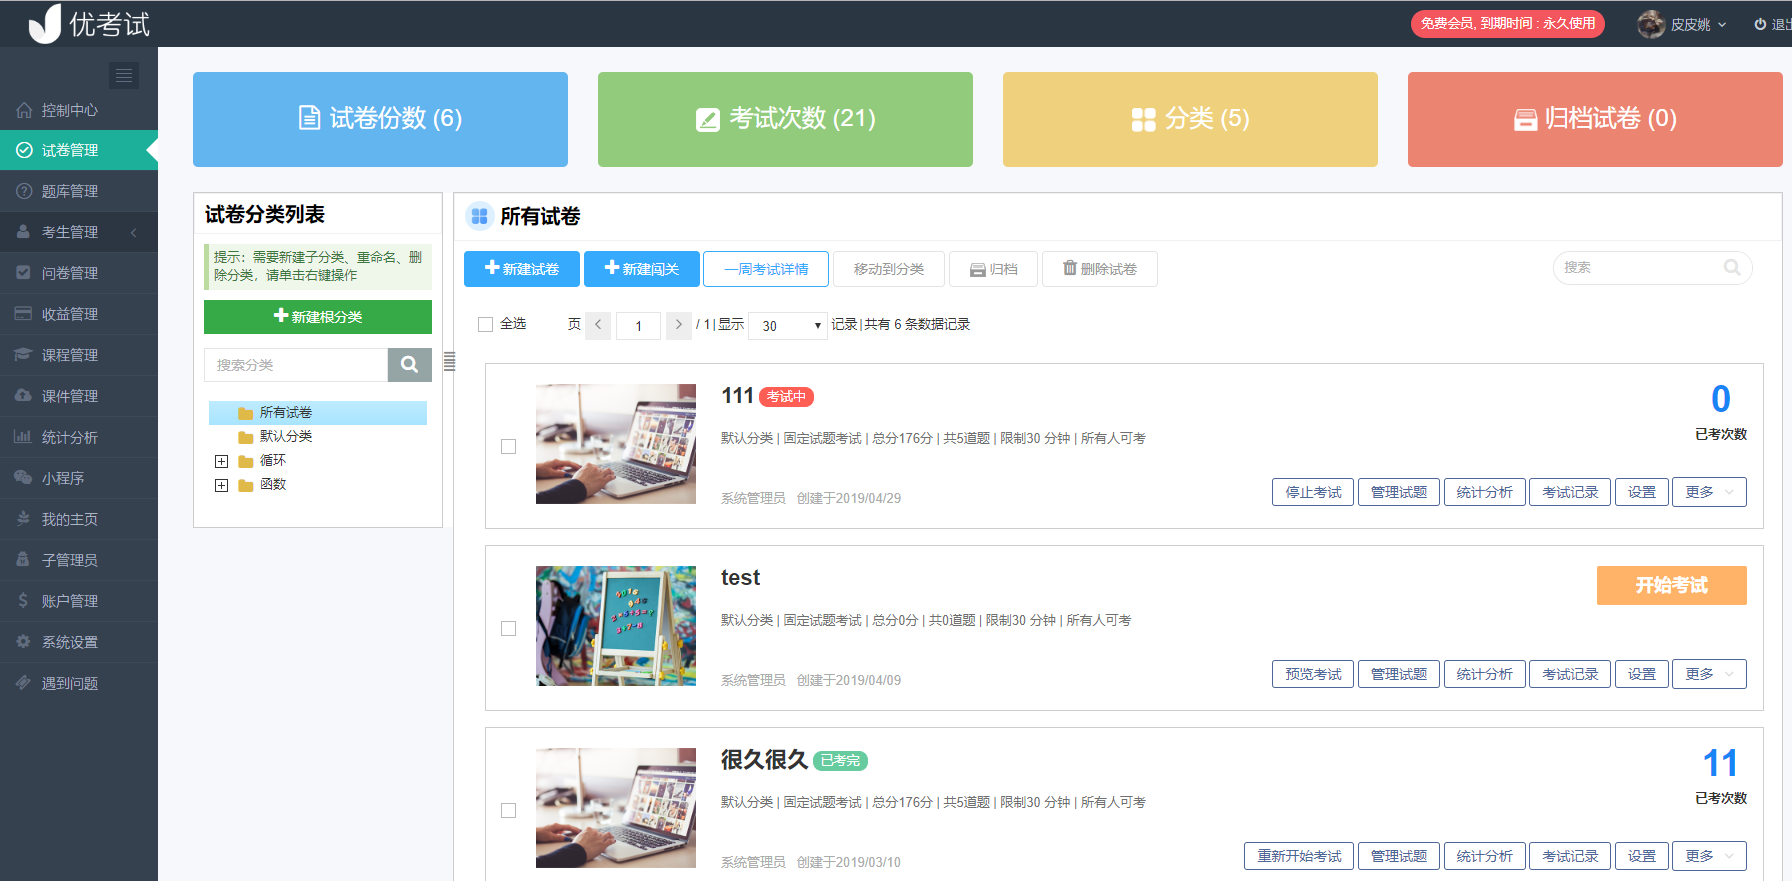 优考试
免费会员, 到期时间 : 永久使用
皮皮姚
退出
控制中心
试卷管理
题库管理
考生管理
问卷管理
收益管理
课程管理
课件管理
统计分析
小程序
我的主页
子管理员
账户管理
系统设置
遇到问题
试卷份数 (6)
考试次数 (21)
分类 (5)
归档试卷 (0)
试卷分类列表
提示：需要新建子分类、重命名、删
除分类，请单击右键操作
新建根分类
搜索分类
所有试卷
默认分类
循环
函数
所有试卷
新建试卷
新建闯关
一周考试详情
移动到分类
归档
删除试卷
搜索
全选 页 1 / 1 | 显示 30 记录 | 共有 6 条数据记录
111 考试中
默认分类 | 固定试题考试 | 总分176分 | 共5道题 | 限制30 分钟 | 所有人可考
系统管理员 创建于2019/04/29
0
已考次数
停止考试 管理试题 统计分析 考试记录 设置 更多
test
默认分类 | 固定试题考试 | 总分0分 | 共0道题 | 限制30 分钟 | 所有人可考
系统管理员 创建于2019/04/09
开始考试
预览考试 管理试题 统计分析 考试记录 设置 更多
很久很久 已考完
默认分类 | 固定试题考试 | 总分176分 | 共5道题 | 限制30 分钟 | 所有人可考
系统管理员 创建于2019/03/10
11
已考次数
重新开始考试 管理试题 统计分析 考试记录 设置 更多